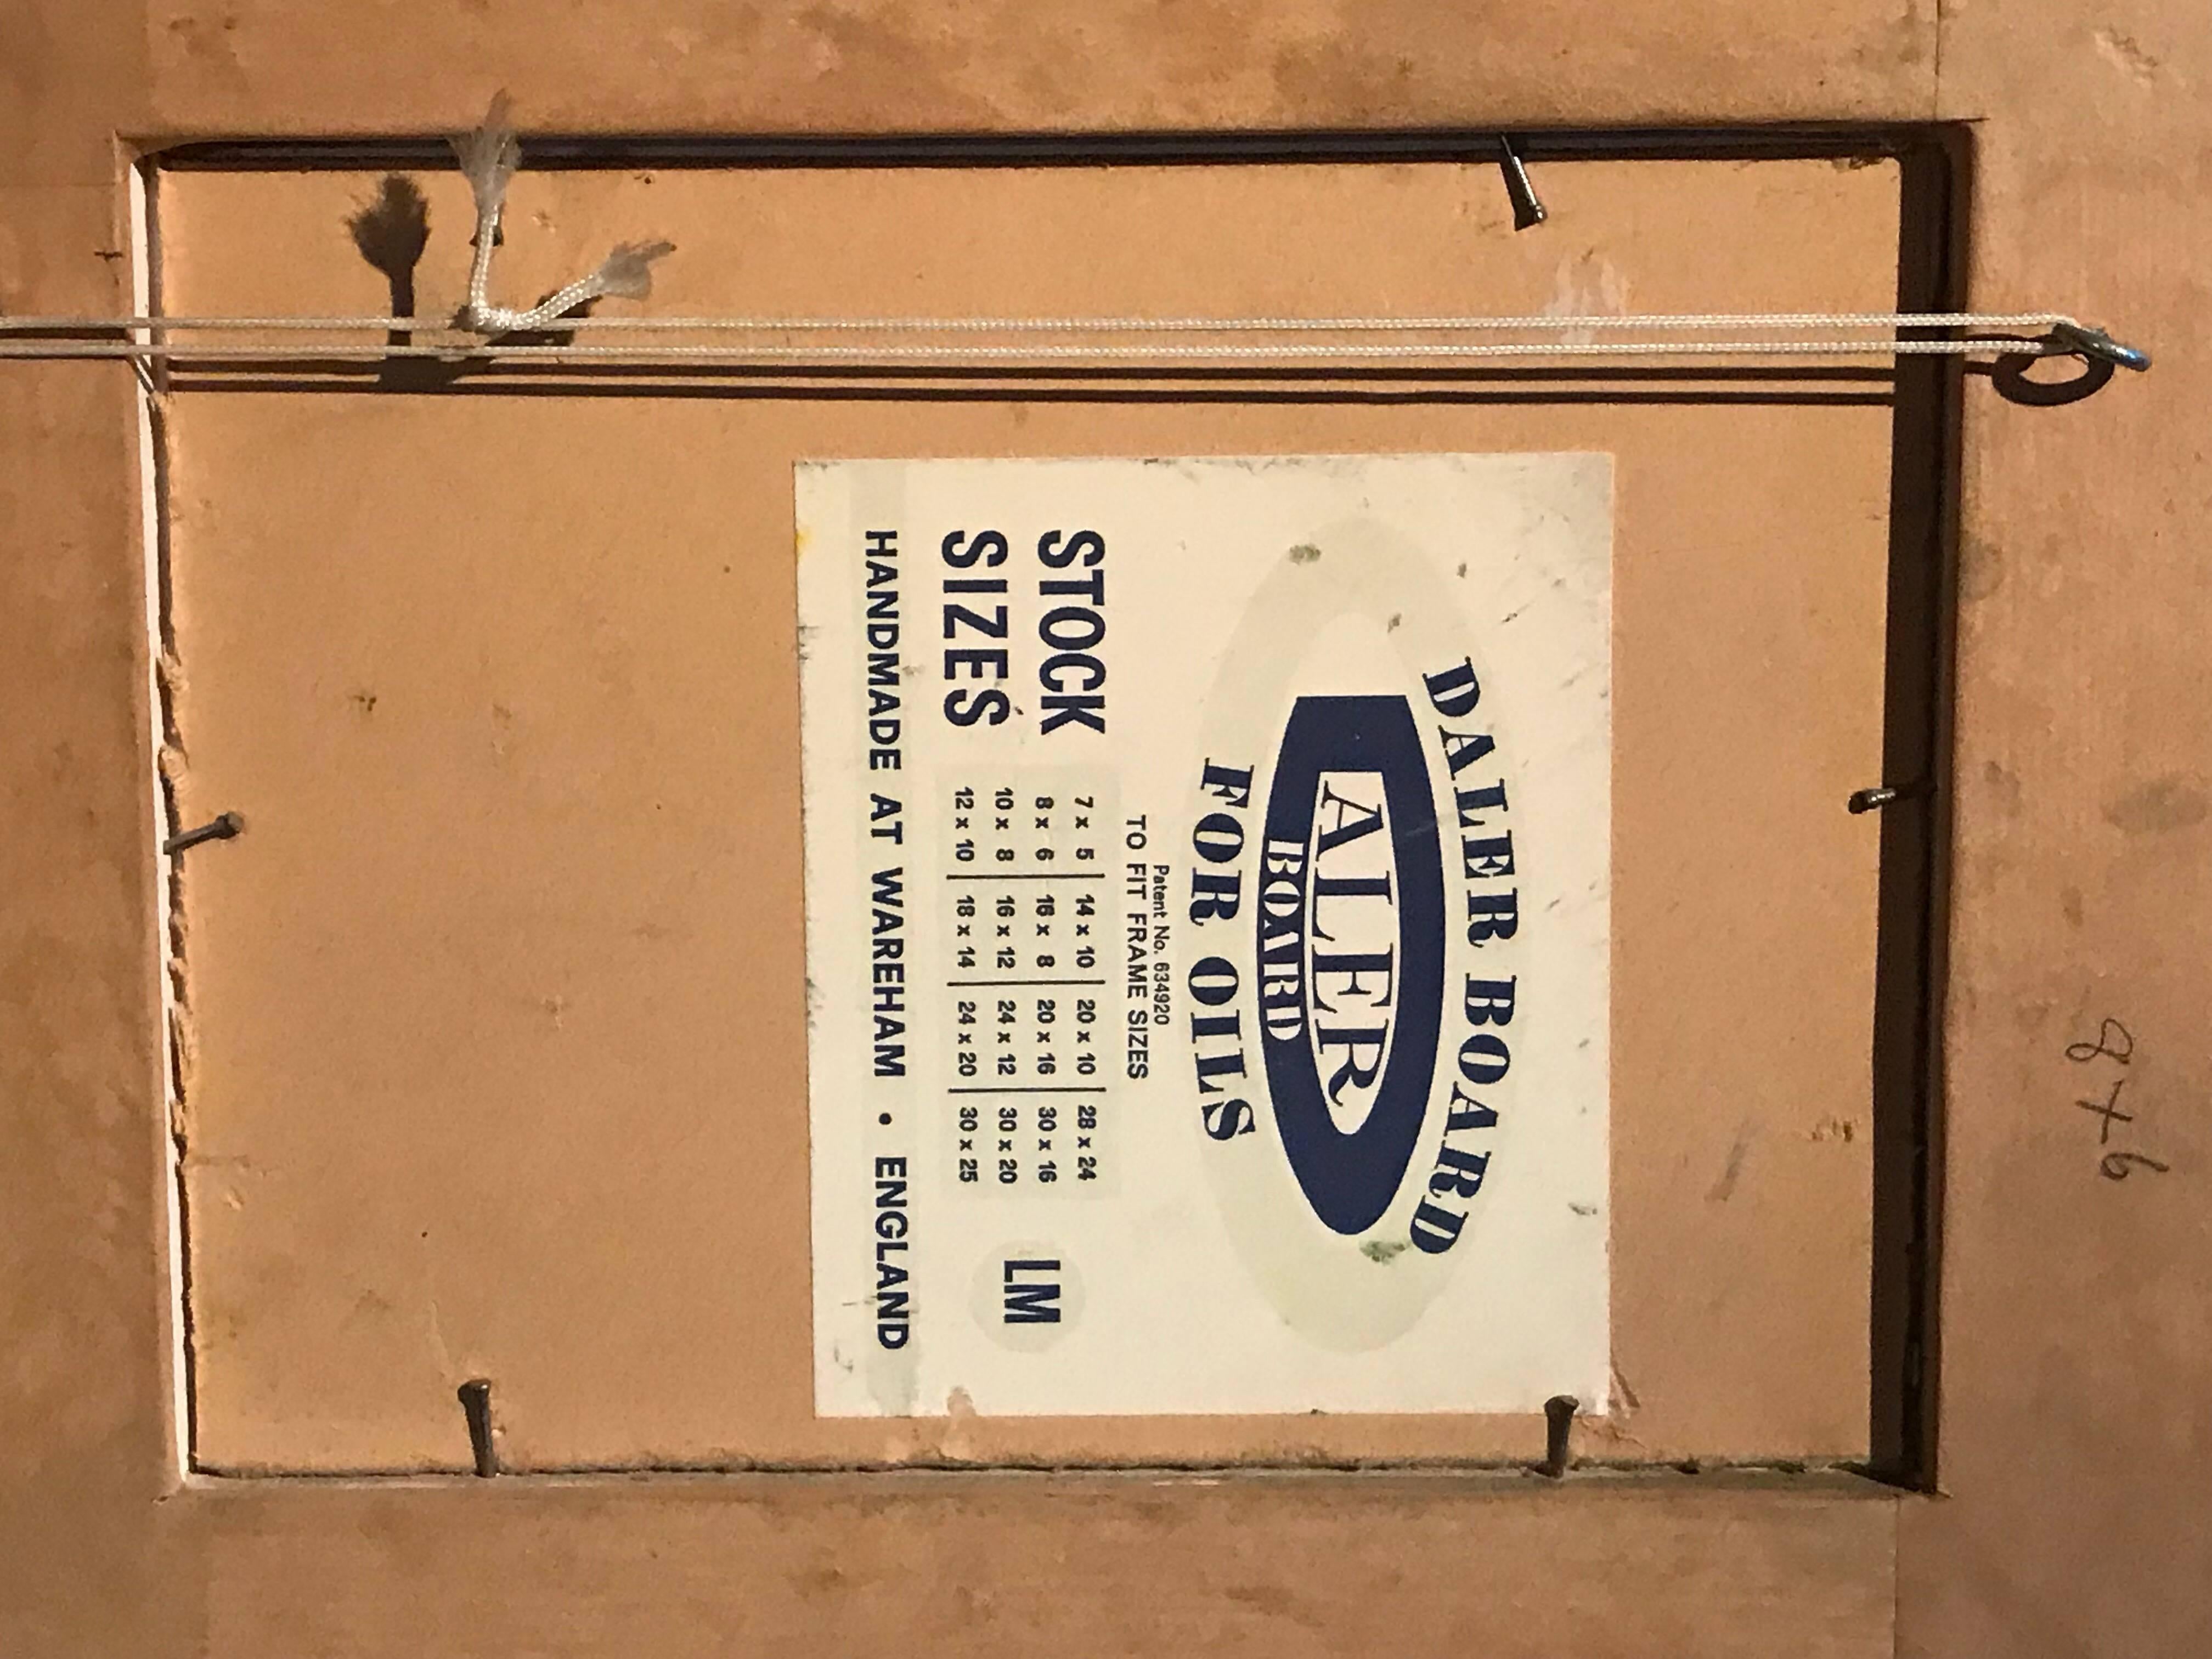 DALER BOARD
DALER
BOARD
FOR OILS
Patent No. 634920
TO FIT FRAME SIZES
STOCK
SIZES
7 x 5 14 x 10 20 x 10 28 x 24
8 x 6 16 x 8 20 x 16 30 x 16
10 x 8 16 x 12 24 x 12 30 x 20
12 x 10 18 x 14 24 x 20 30 x 25
LM
HANDMADE AT WAREHAM • ENGLAND
8x6